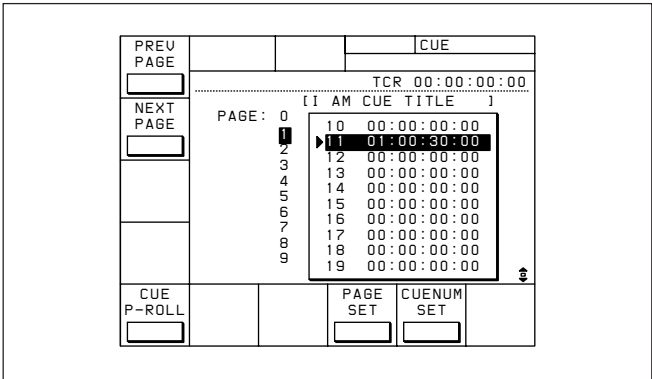 PREV PAGE
CUE
TCR 00:00:00:00
NEXT PAGE
[I AM CUE TITLE ]
PAGE: 0
1
2
3
4
5
6
7
8
9
10 00:00:00:00
11 01:00:30:00
12 00:00:00:00
13 00:00:00:00
14 00:00:00:00
15 00:00:00:00
16 00:00:00:00
17 00:00:00:00
18 00:00:00:00
19 00:00:00:00
CUE P-ROLL
PAGE SET
CUENUM SET